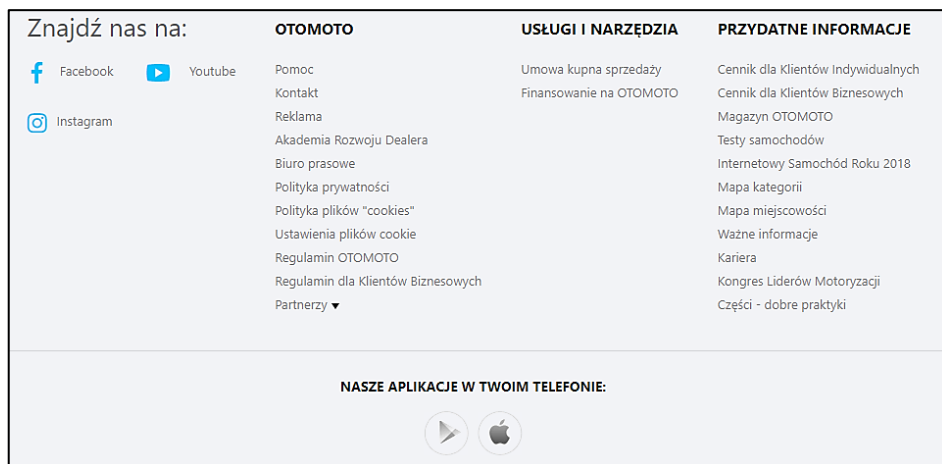 Znajdź nas na:
Facebook
Youtube
Instagram
OTOMOTO
Pomoc
Kontakt
Reklama
Akademia Rozwoju Dealera
Biuro prasowe
Polityka prywatności
Polityka plików "cookies"
Ustawienia plików cookie
Regulamin OTOMOTO
Regulamin dla Klientów Biznesowych
Partnerzy
USŁUGI I NARZĘDZIA
Umowa kupna sprzedaży
Finansowanie na OTOMOTO
PRZYDATNE INFORMACJE
Cennik dla Klientów Indywidualnych
Cennik dla Klientów Biznesowych
Magazyn OTOMOTO
Testy samochodów
Internetowy Samochód Roku 2018
Mapa kategorii
Mapa miejscowości
Ważne informacje
Kariera
Kongres Liderów Motoryzacji
Części - dobre praktyki
NASZE APLIKACJE W TWOIM TELEFONIE: